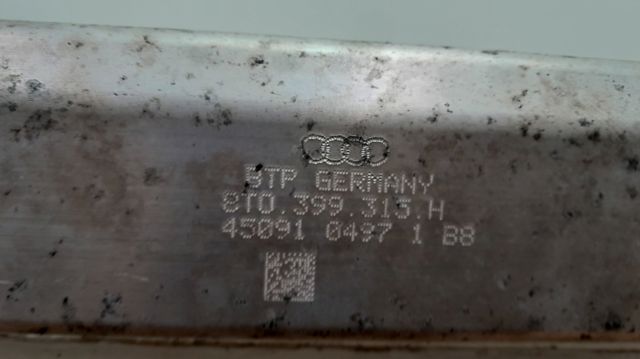 BTP GERMANY
8T0.399.315.H
45091 0497 1 B8